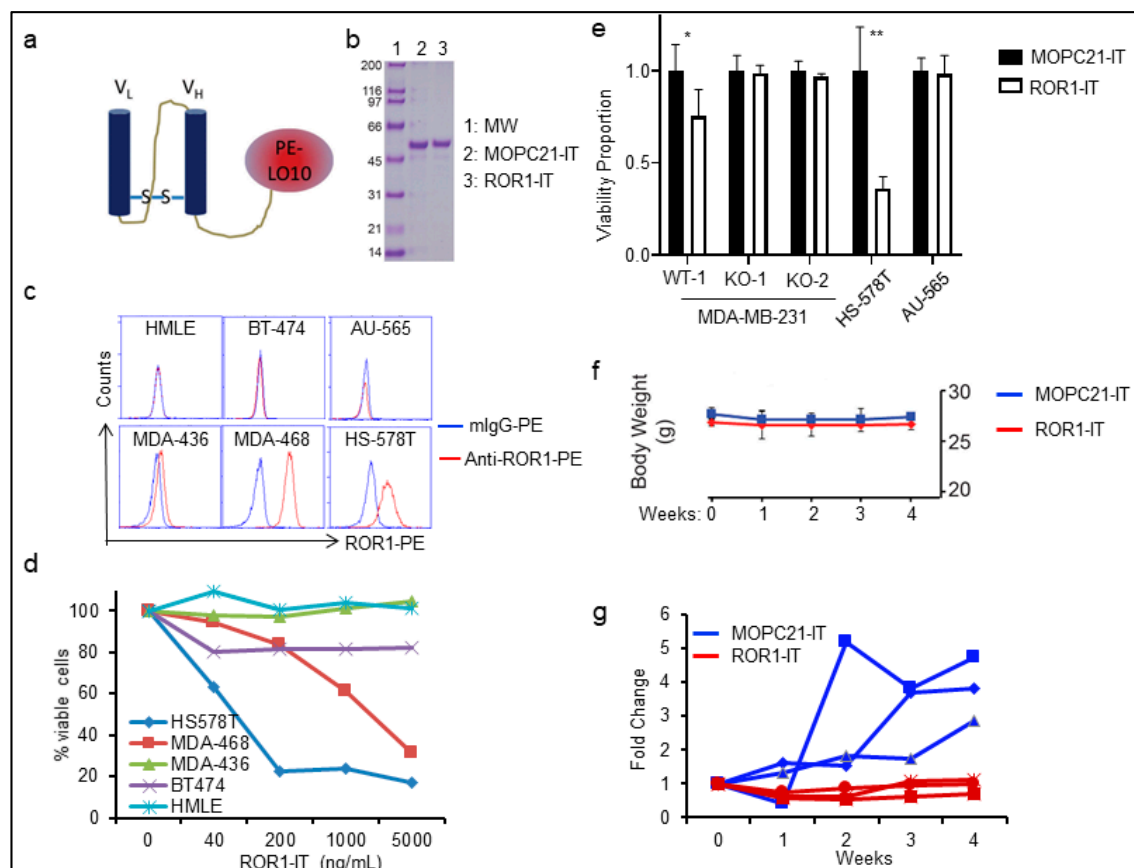 a
V_L
V_H
S
S
PE-
LO10
b
1 2 3
200
116
97
66
45
31
21
14
1: MW
2: MOPC21-IT
3: ROR1-IT
c
Counts
HMLE
BT-474
AU-565
MDA-436
MDA-468
HS-578T
mIgG-PE
Anti-ROR1-PE
ROR1-PE
d
% viable cells
100
80
60
40
20
0
HS578T
MDA-468
MDA-436
BT474
HMLE
0 40 200 1000 5000
ROR1-IT (ng/mL)
e
Viability Proportion
1.0
0.5
0.0
*
**
MOPC21-IT
ROR1-IT
WT-1 KO-1 KO-2
MDA-MB-231
HS-578T
AU-565
f
Body Weight
(g)
30
25
20
MOPC21-IT
ROR1-IT
Weeks: 0 1 2 3 4
g
Fold Change
6
5
4
3
2
1
0
MOPC21-IT
ROR1-IT
0 1 2 3 4
Weeks